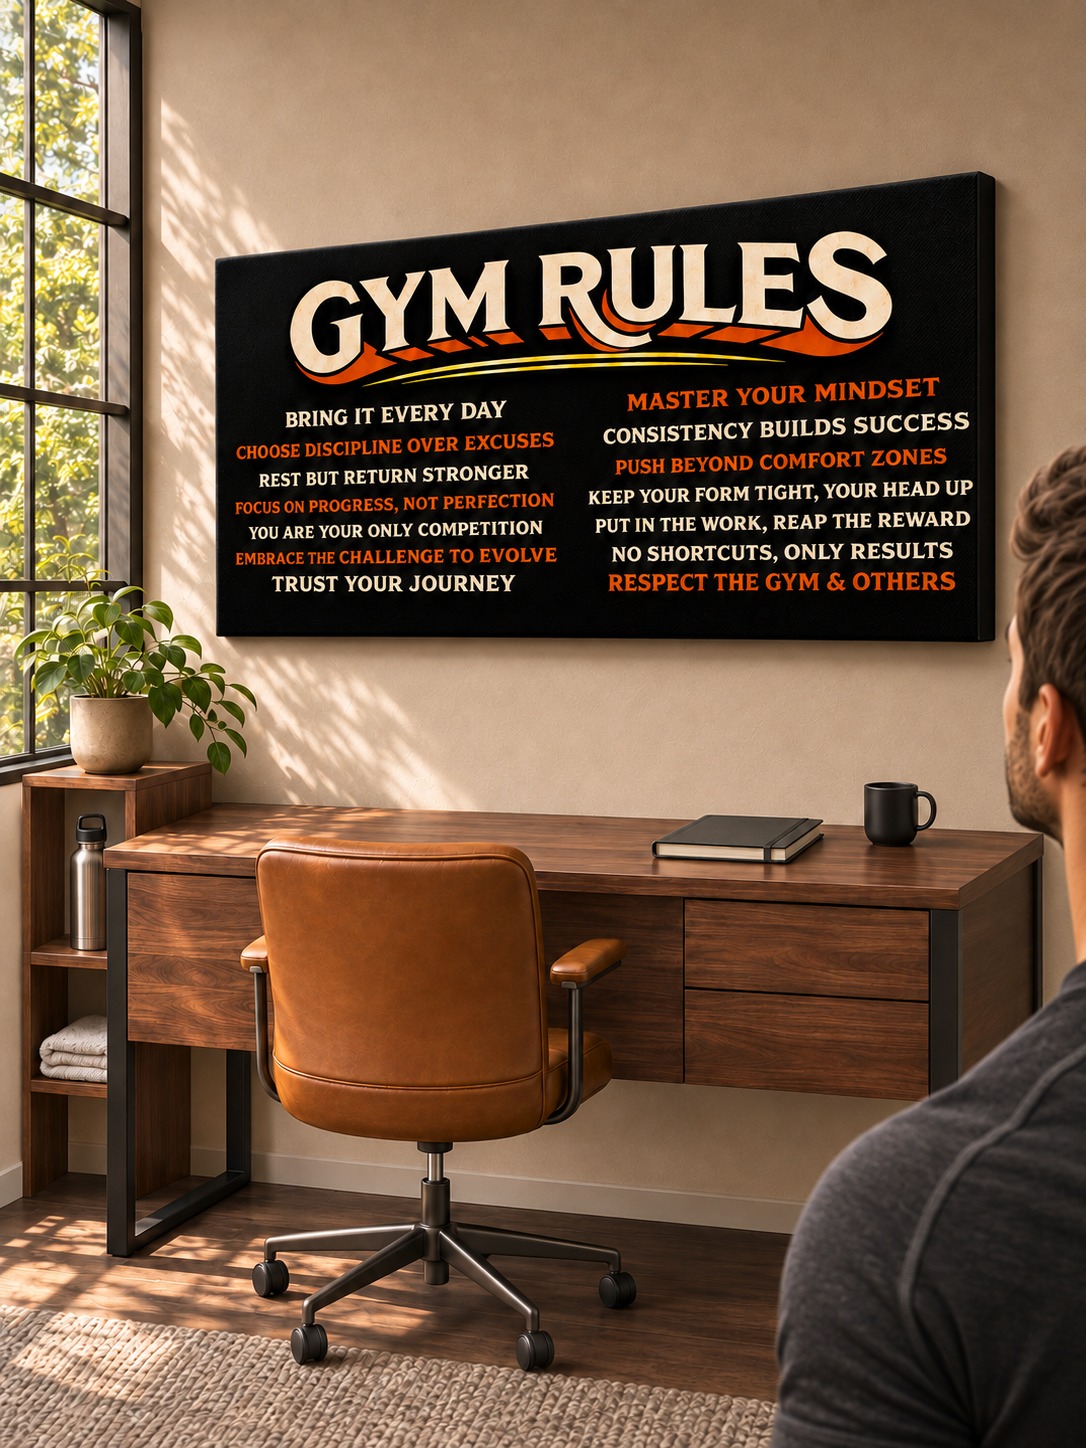 GYM RULES
BRING IT EVERY DAY
CHOOSE DISCIPLINE OVER EXCUSES
REST BUT RETURN STRONGER
FOCUS ON PROGRESS, NOT PERFECTION
YOU ARE YOUR ONLY COMPETITION
EMBRACE THE CHALLENGE TO EVOLVE
TRUST YOUR JOURNEY
MASTER YOUR MINDSET
CONSISTENCY BUILDS SUCCESS
PUSH BEYOND COMFORT ZONES
KEEP YOUR FORM TIGHT, YOUR HEAD UP
PUT IN THE WORK, REAP THE REWARD
NO SHORTCUTS, ONLY RESULTS
RESPECT THE GYM & OTHERS